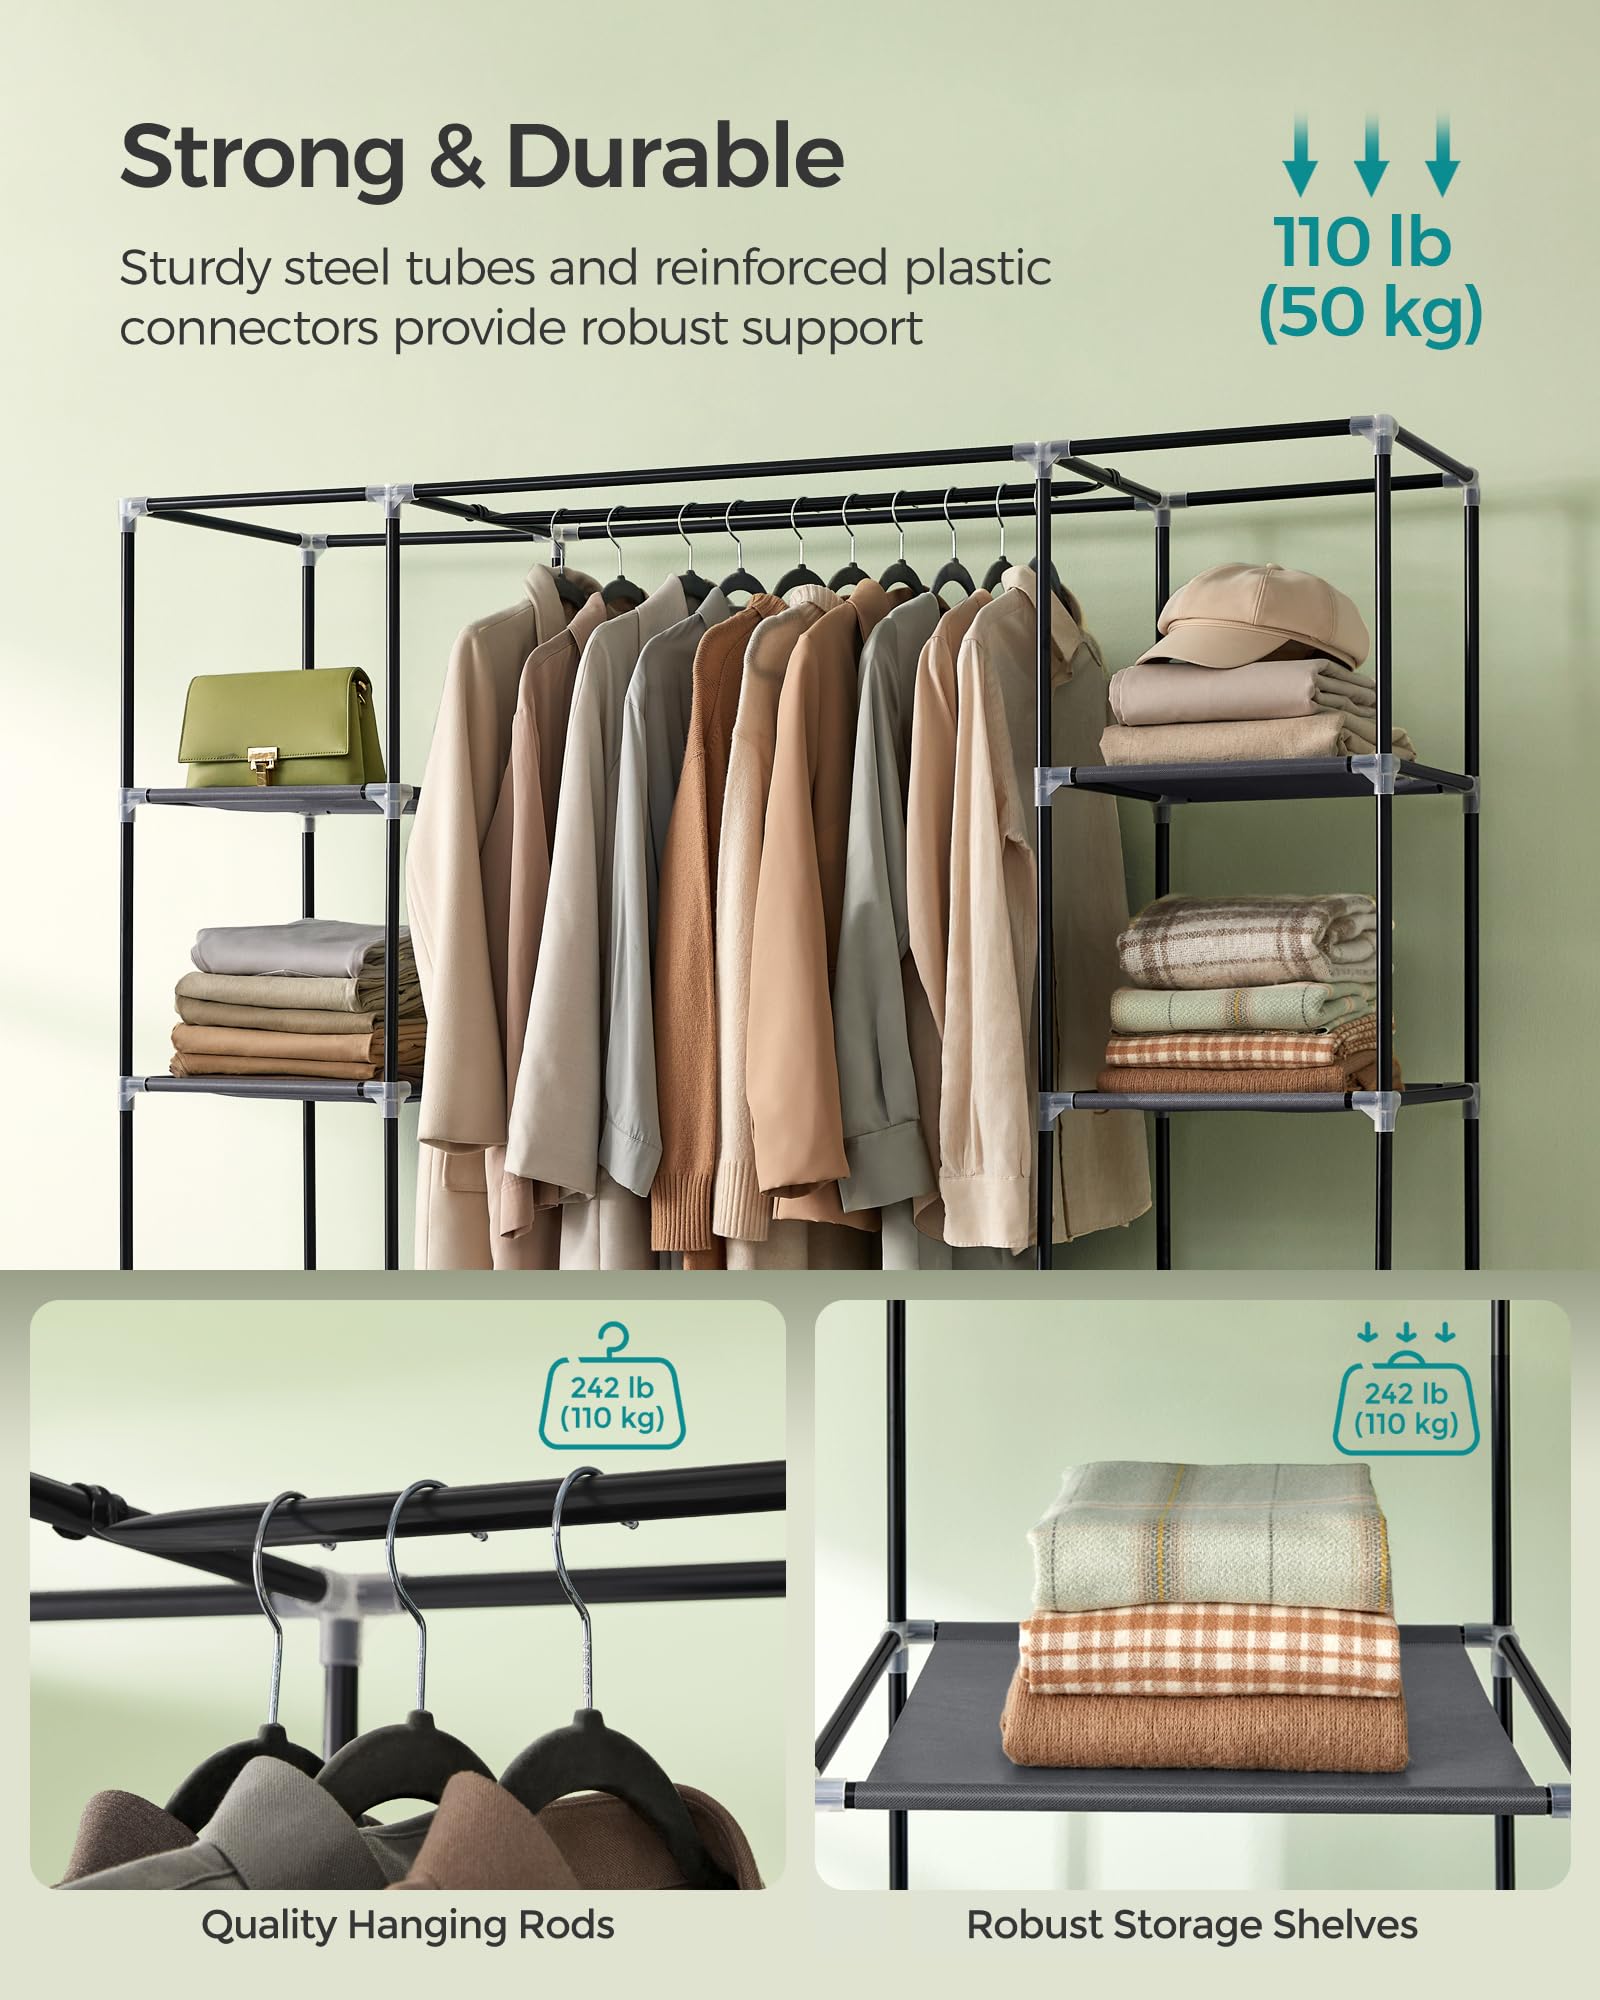 Strong & Durable
Sturdy steel tubes and reinforced plastic
connectors provide robust support
110 lb
(50 kg)
242 lb
(110 kg)
242 lb
(110 kg)
Quality Hanging Rods
Robust Storage Shelves